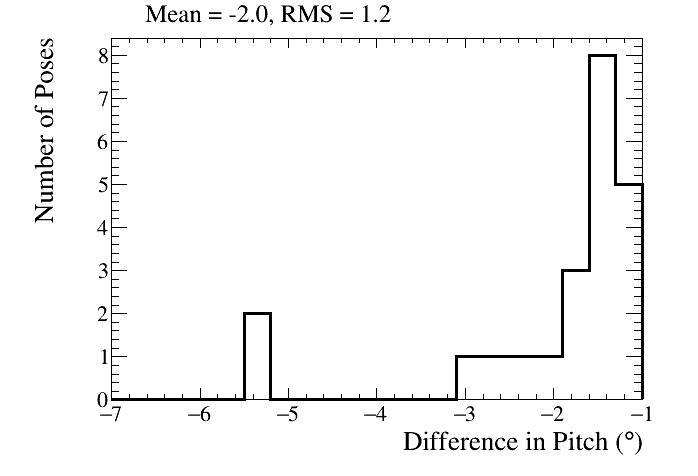 Mean = -2.0, RMS = 1.2
Number of Poses
8
7
6
5
4
3
2
1
0
−7 −6 −5 −4 −3 −2 −1
Difference in Pitch (°)